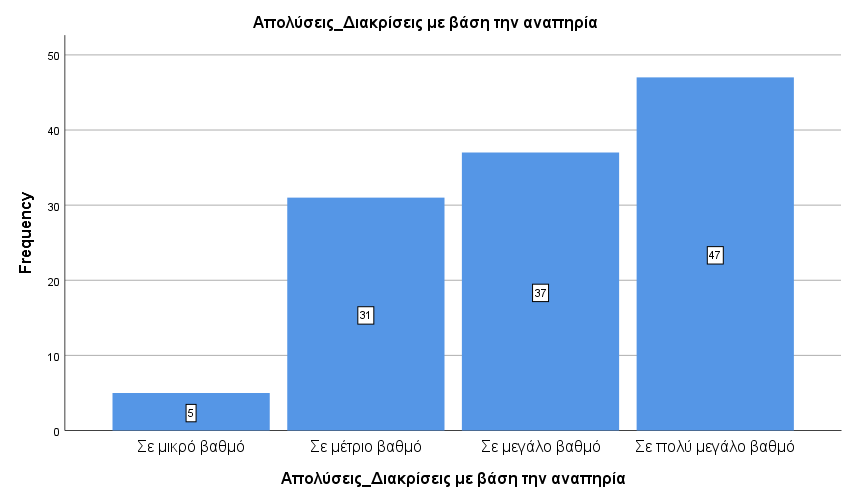 Απολύσεις_Διακρίσεις με βάση την αναπηρία
50
40
30
20
10
0
Frequency
5
31
37
47
Σε μικρό βαθμό
Σε μέτριο βαθμό
Σε μεγάλο βαθμό
Σε πολύ μεγάλο βαθμό
Απολύσεις_Διακρίσεις με βάση την αναπηρία